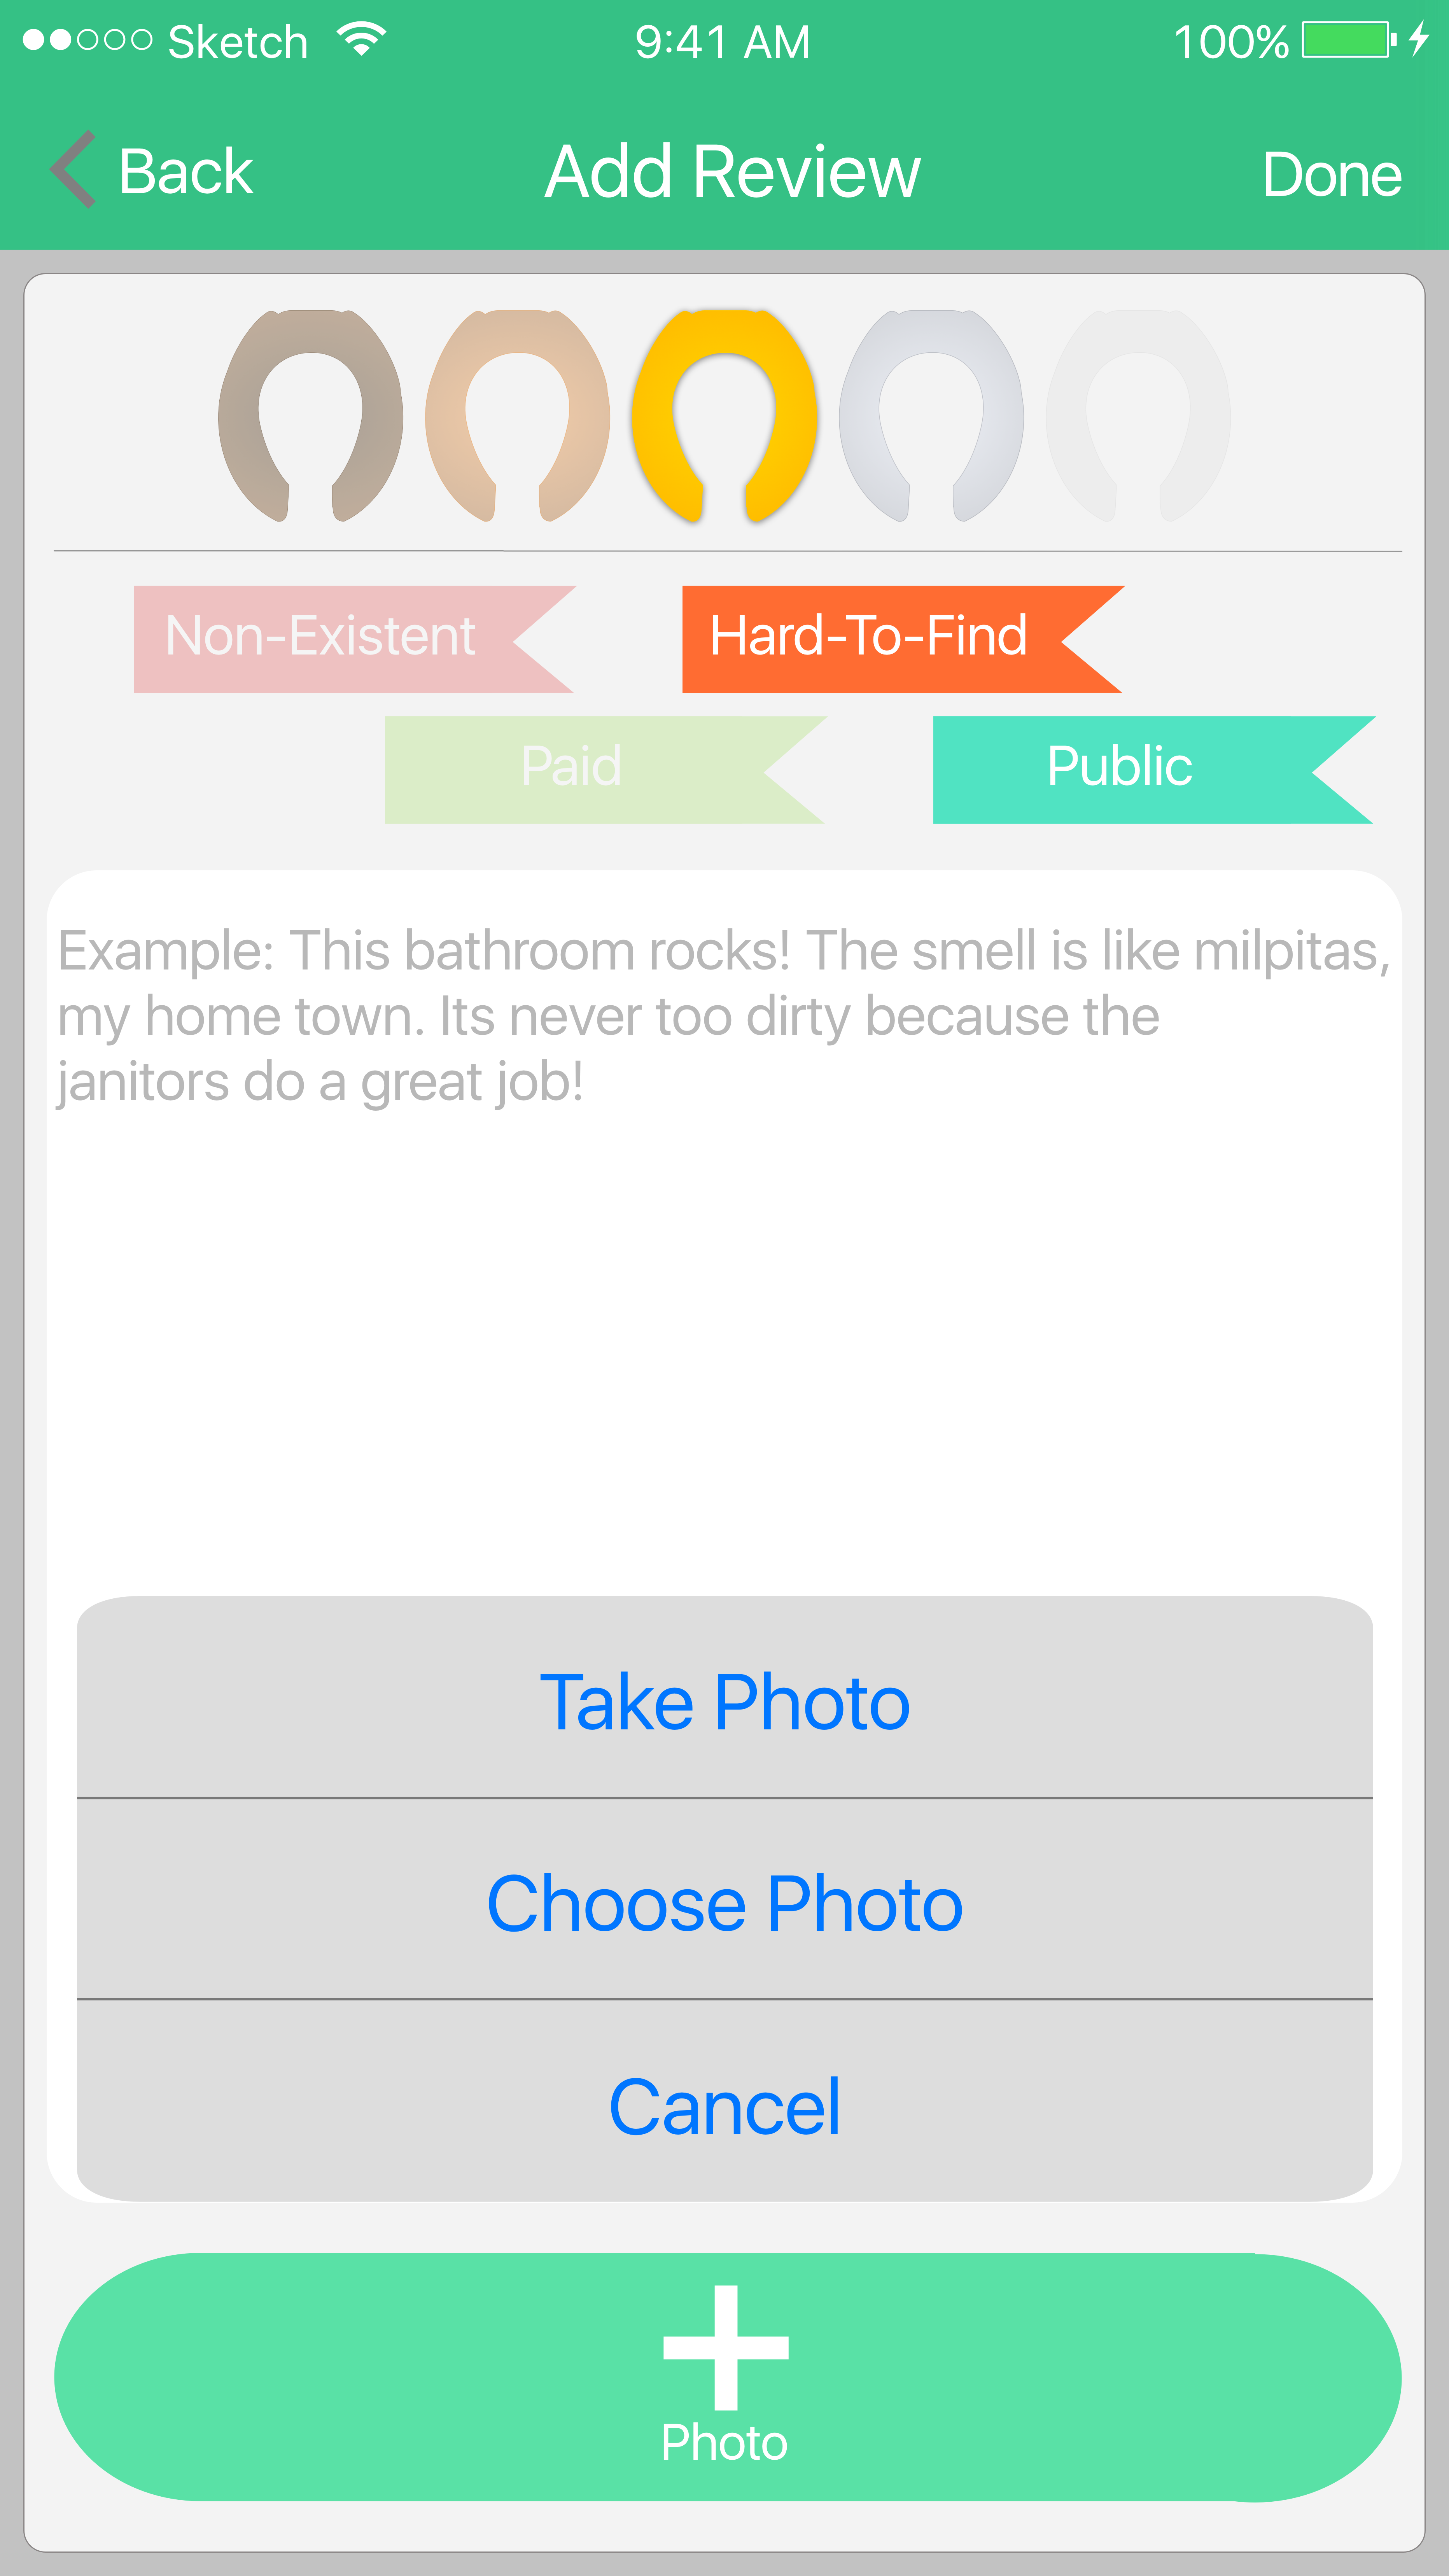 Sketch 9:41 AM 100%
Back Add Review Done
Non-Existent Hard-To-Find
Paid Public
Example: This bathroom rocks! The smell is like milpitas,
my home town. Its never too dirty because the
janitors do a great job!
Take Photo
Choose Photo
Cancel
Photo